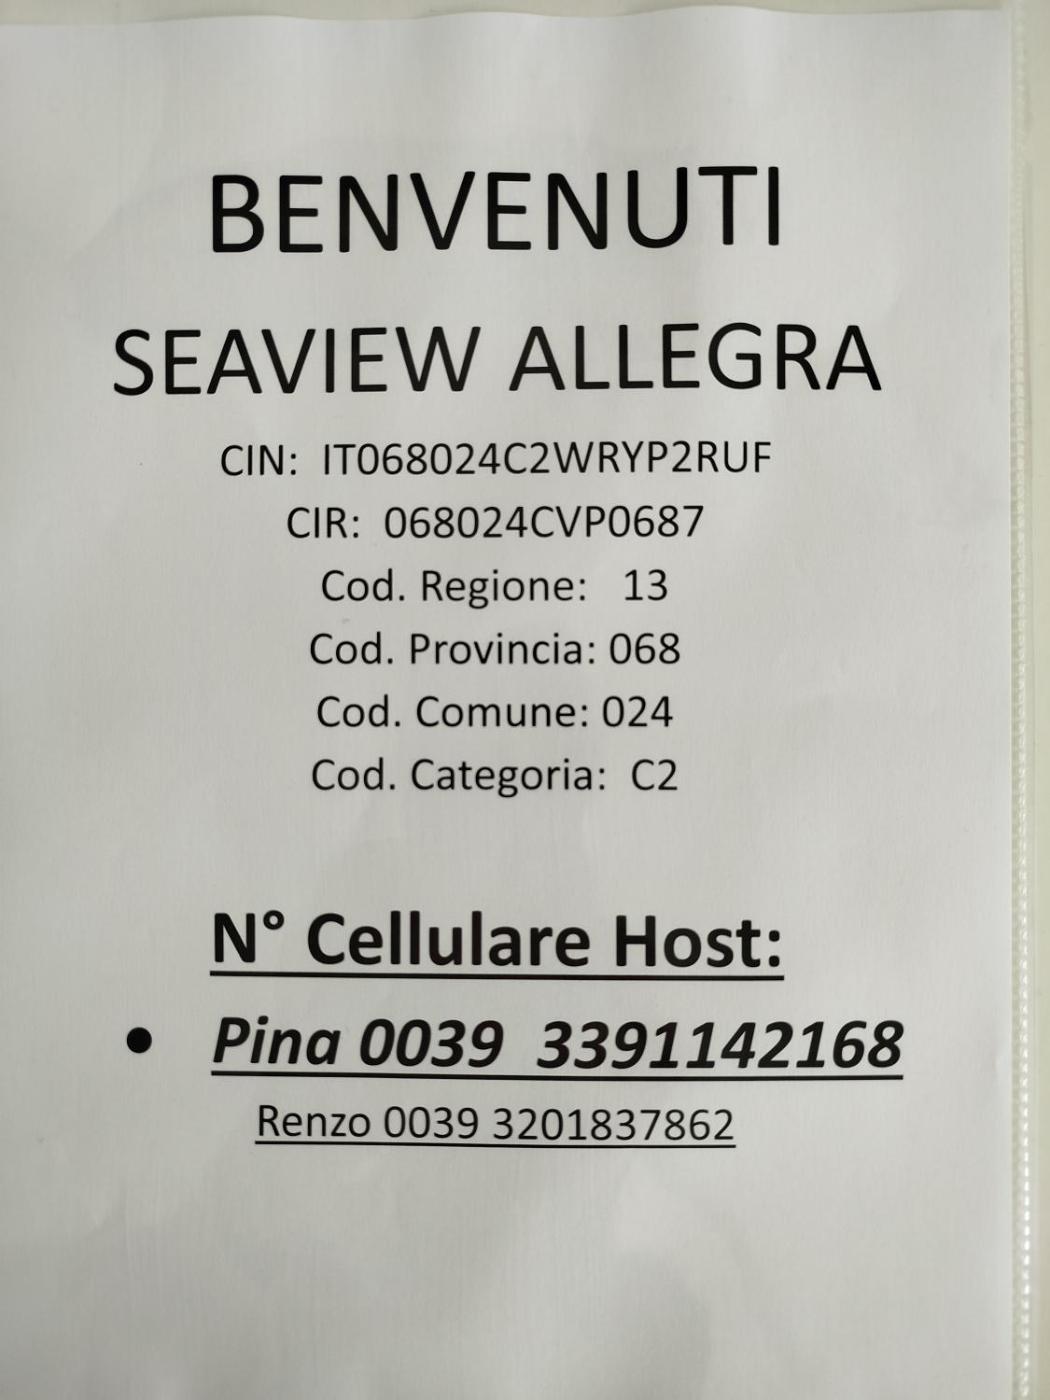 BENVENUTI
SEAVIEW ALLEGRA
CIN: IT068024C2WRYP2RUF
CIR: 068024CVP0687
Cod. Regione: 13
Cod. Provincia: 068
Cod. Comune: 024
Cod. Categoria: C2
N° Cellulare Host:
• Pina 0039 3391142168
Renzo 0039 3201837862